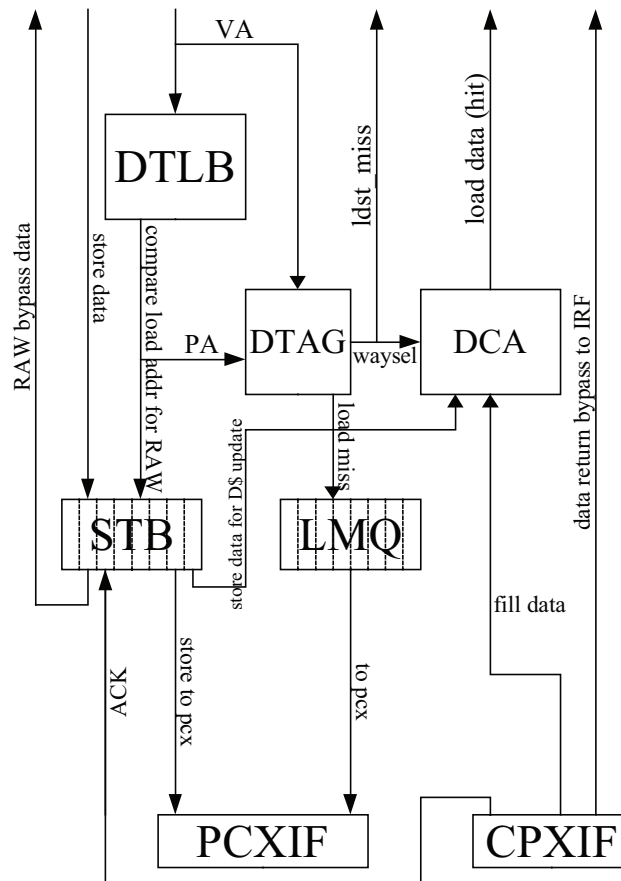 VA
DTLB
RAW bypass data
store data
compare load addr for RAW
ldst_miss
load data (hit)
data return bypass to IRF
PA
DTAG
waysel
DCA
load miss
store data for D$ update
STB
LMQ
fill data
ACK
store to pcx
to pcx
PCXIF
CPXIF